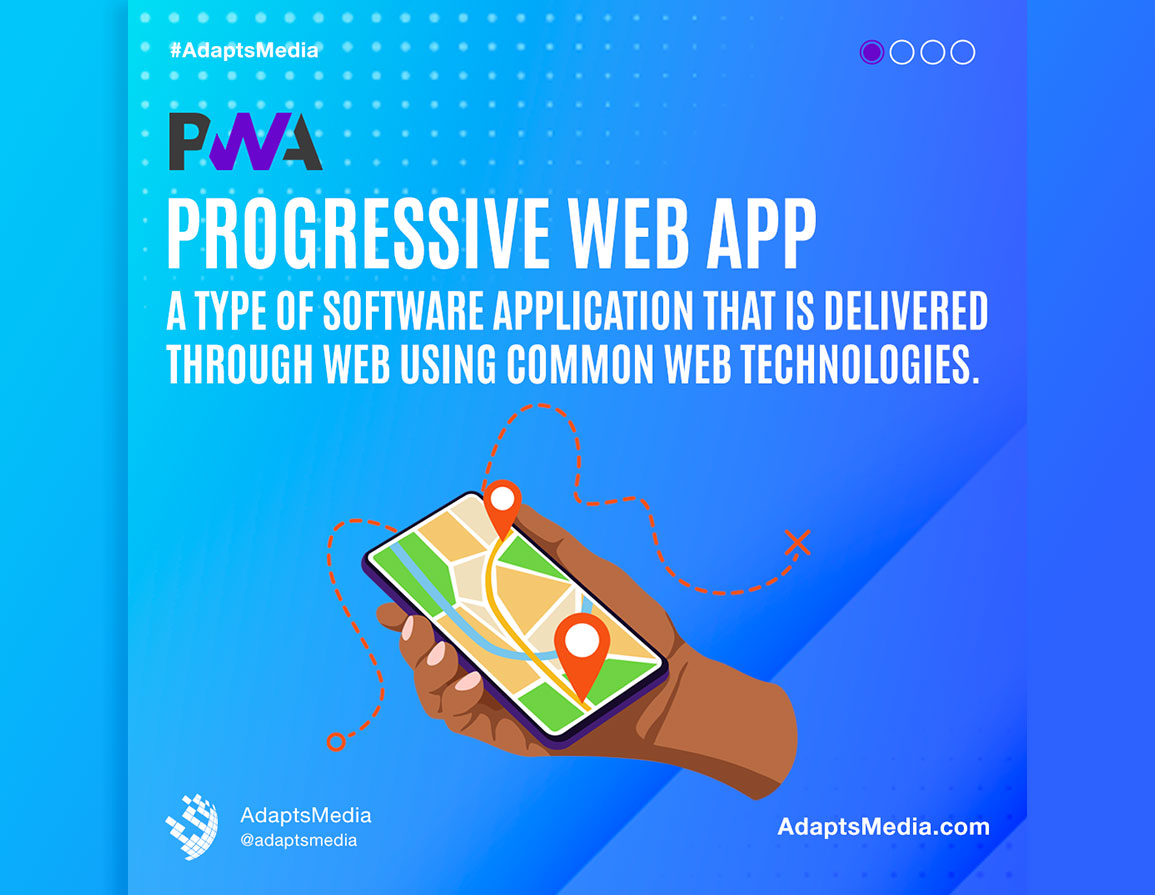 #AdaptsMedia
PWA
PROGRESSIVE WEB APP
A TYPE OF SOFTWARE APPLICATION THAT IS DELIVERED
THROUGH WEB USING COMMON WEB TECHNOLOGIES.
AdaptsMedia
@adaptsmedia
AdaptsMedia.com